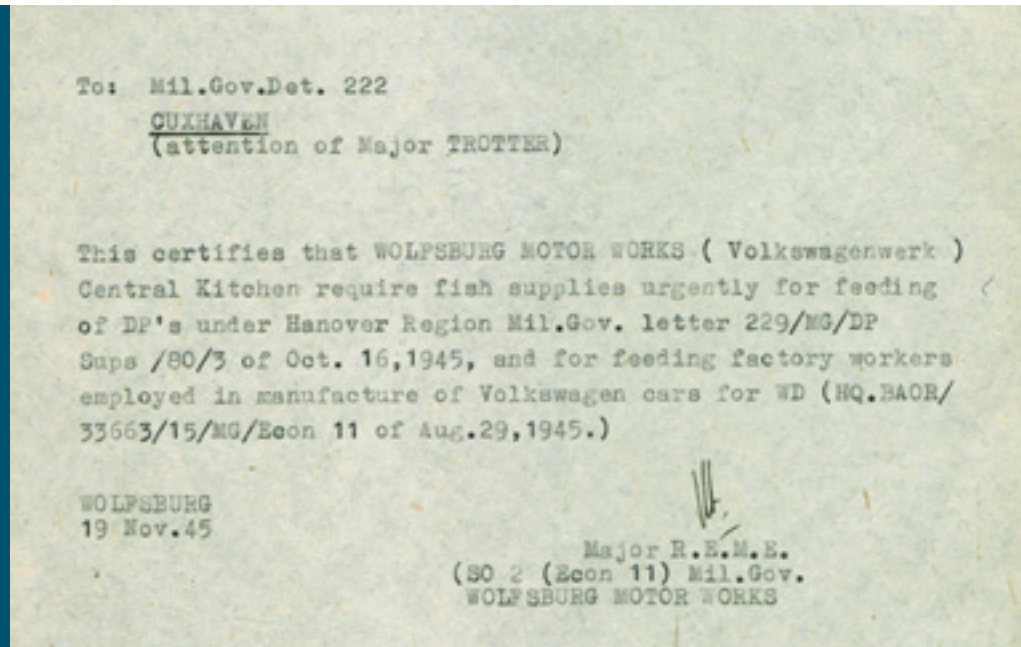 To: Mil.Gov.Det. 222
CUXHAVEN
(attention of Major TROTTER)
This certifies that WOLFSBURG MOTOR WORKS ( Volkswagenwerk )
Central Kitchen require fish supplies urgently for feeding
of DP's under Hanover Region Mil.Gov. letter 229/MG/DP
Sups /80/3 of Oct. 16,1945, and for feeding factory workers
employed in manufacture of Volkswagen cars for WD (HQ.BAOR/
33663/15/MG/Econ 11 of Aug.29,1945.)
WOLFSBURG
19 Nov.45
Major R.E.M.E.
(SO 2 (Econ 11) Mil.Gov.
WOLFSBURG MOTOR WORKS